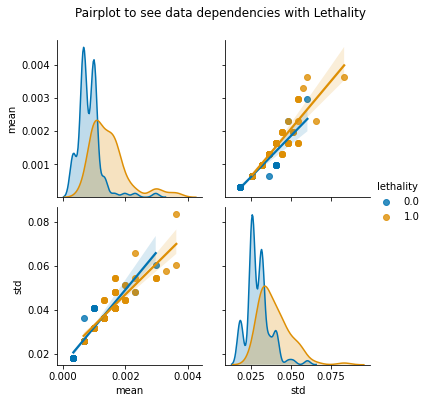 Pairplot to see data dependencies with Lethality
0.004
0.003
0.002
0.001
mean
lethality
0.0
1.0
0.08
0.06
0.04
0.02
std
0.000 0.002 0.004
mean
0.025 0.050 0.075
std